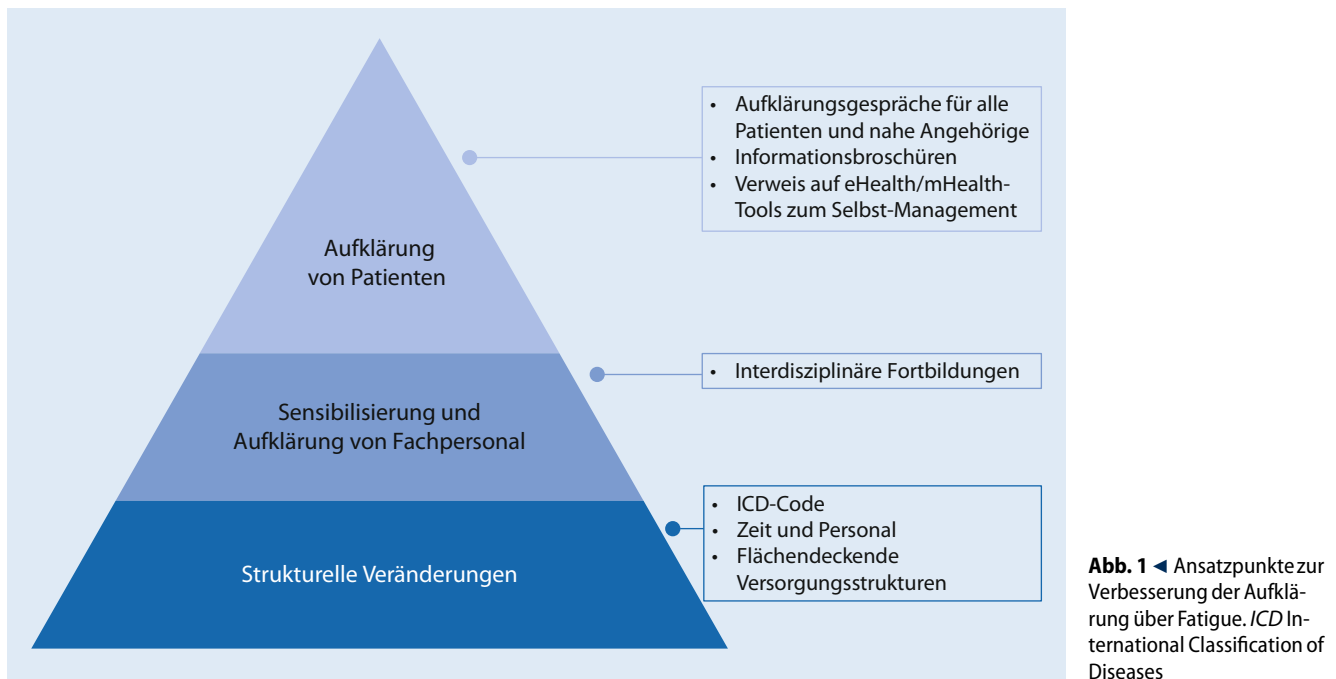 Aufklärung
von Patienten
• Aufklärungsgespräche für alle
Patienten und nahe Angehörige
• Informationsbroschüren
• Verweis auf eHealth/mHealth-
Tools zum Selbst-Management
Sensibilisierung und
Aufklärung von Fachpersonal
• Interdisziplinäre Fortbildungen
Strukturelle Veränderungen
• ICD-Code
• Zeit und Personal
• Flächendeckende
Versorgungsstrukturen
Abb. 1 ◄ Ansatzpunkte zur
Verbesserung der Aufklä-
rung über Fatigue. ICD In-
ternational Classification of
Diseases